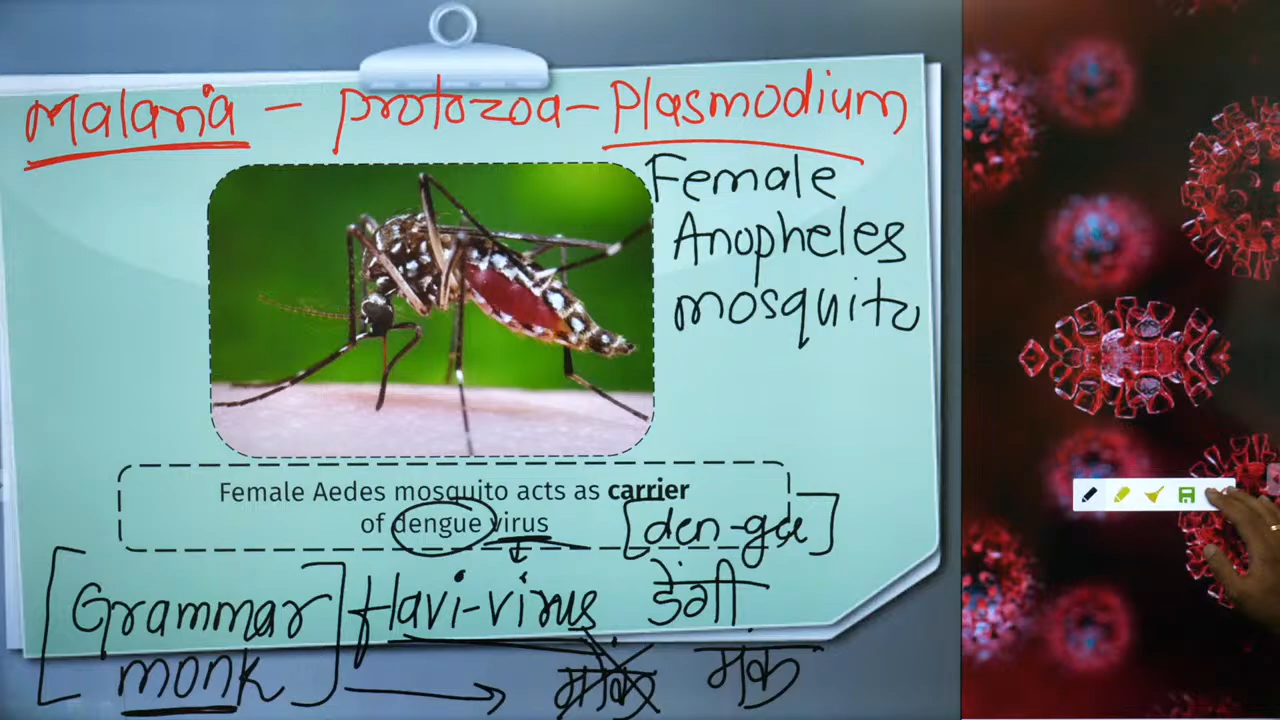 Malaria – protozoa – Plasmodium
Female
Anopheles
mosquito
Female Aedes mosquito acts as carrier
of dengue virus
[den-gee]
[Grammar
monk]
flavi-virus
डेंगी
मंक